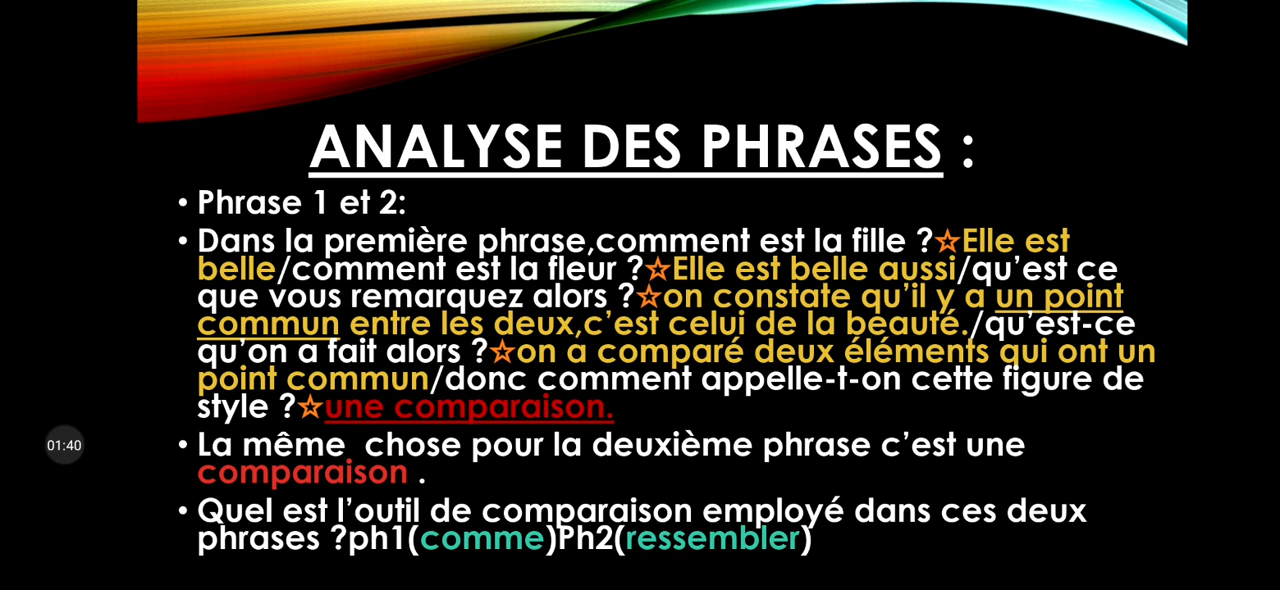 ANALYSE DES PHRASES :
• Phrase 1 et 2:
• Dans la première phrase,comment est la fille ?☆Elle est
belle/comment est la fleur ?☆Elle est belle aussi/qu’est ce
que vous remarquez alors ?☆on constate qu’il y a un point
commun entre les deux,c’est celui de la beauté./qu’est-ce
qu’on a fait alors ?☆on a comparé deux éléments qui ont un
point commun/donc comment appelle-t-on cette figure de
style ?☆une comparaison.
• La même  chose pour la deuxième phrase c’est une
comparaison .
• Quel est l’outil de comparaison employé dans ces deux
phrases ?ph1(comme)Ph2(ressembler)
01:40